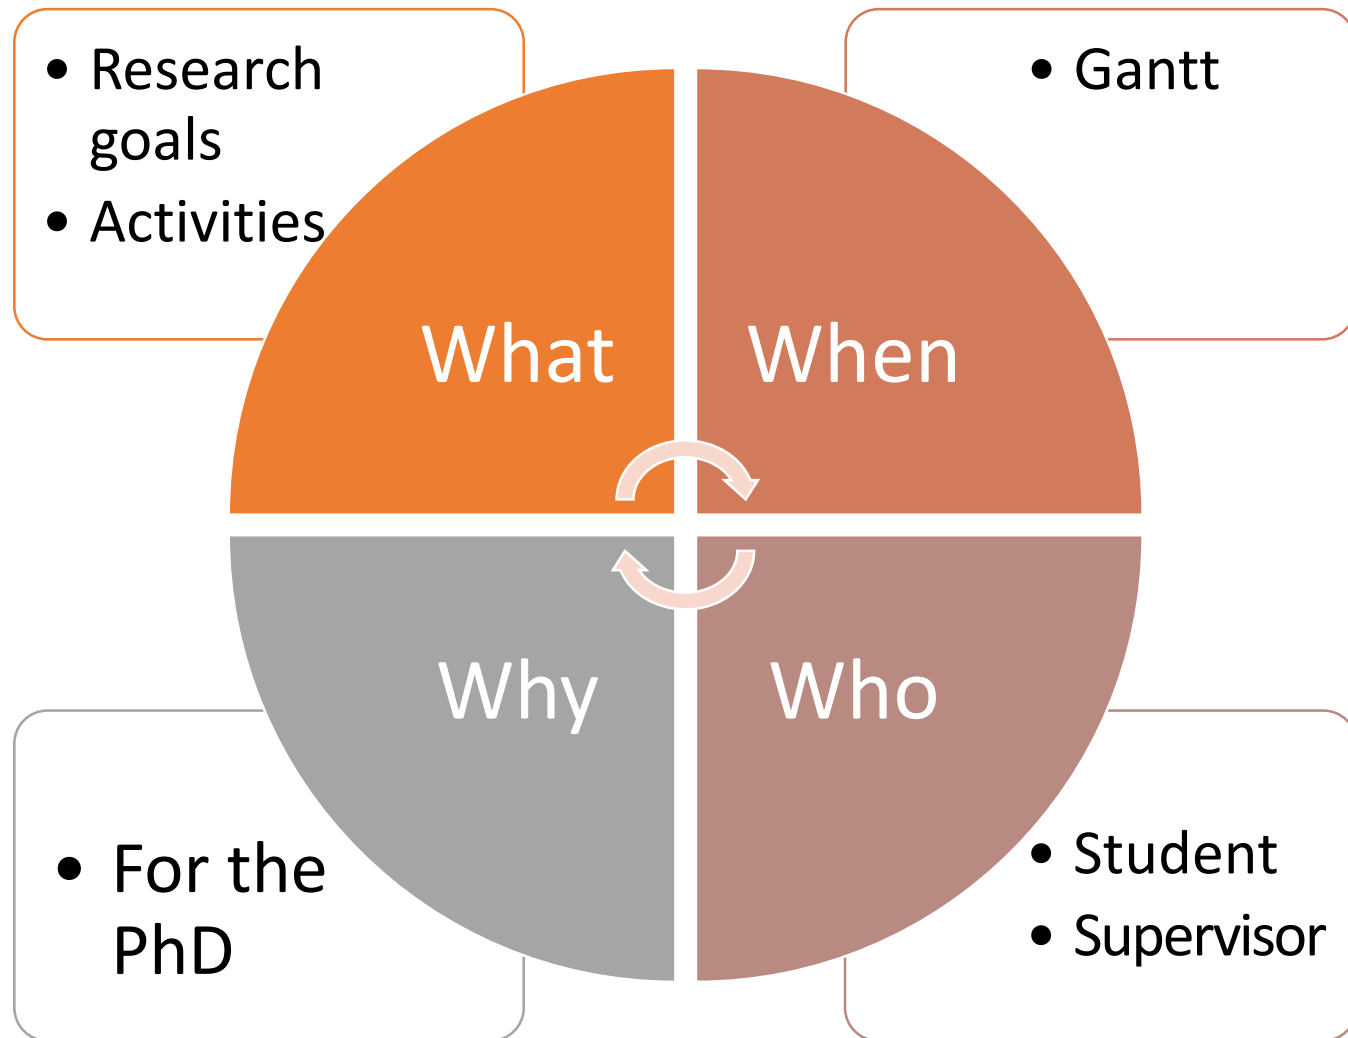 • Research
goals
• Activities
• Gantt
What
When
Why
Who
• For the
PhD
• Student
• Supervisor